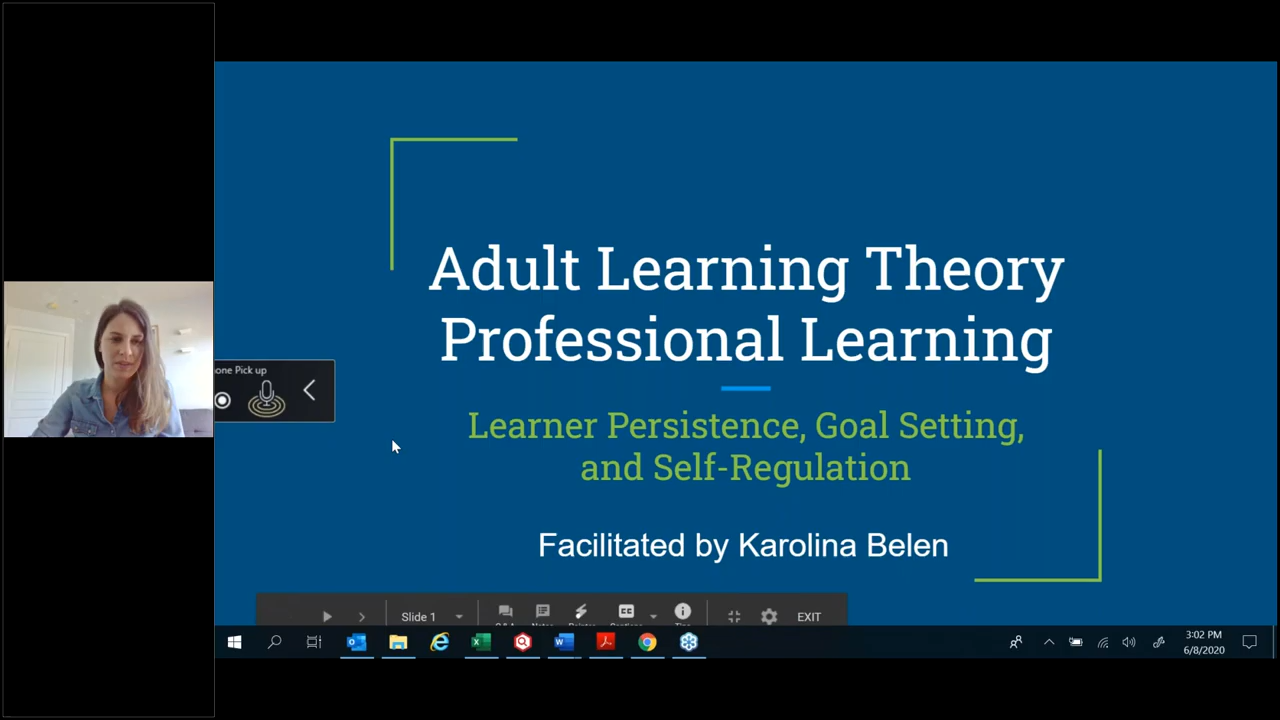 Adult Learning Theory
Professional Learning
Learner Persistence, Goal Setting,
and Self-Regulation
Facilitated by Karolina Belen
one Pick up
Slide 1
EXIT
3:02 PM
6/8/2020